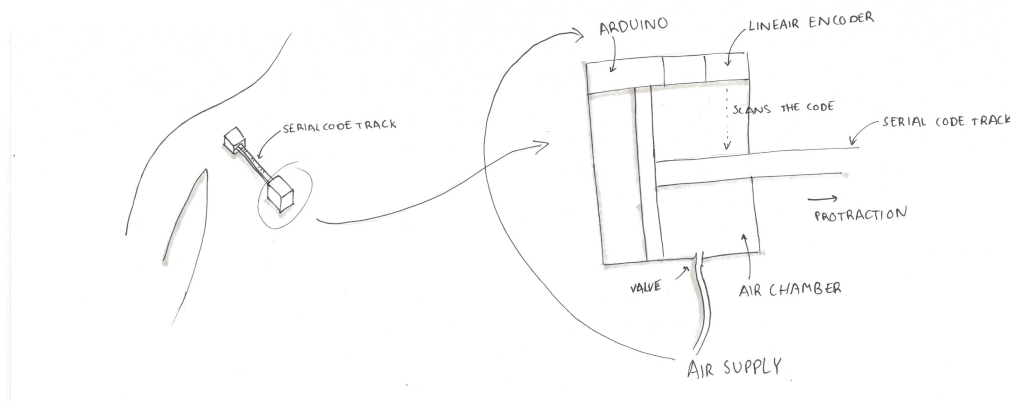 ARDUINO
LINEAIR ENCODER
SERIAL CODE TRACK
SCANS THE CODE
SERIAL CODE TRACK
PROTRACTION
VALVE
AIR CHAMBER
AIR SUPPLY